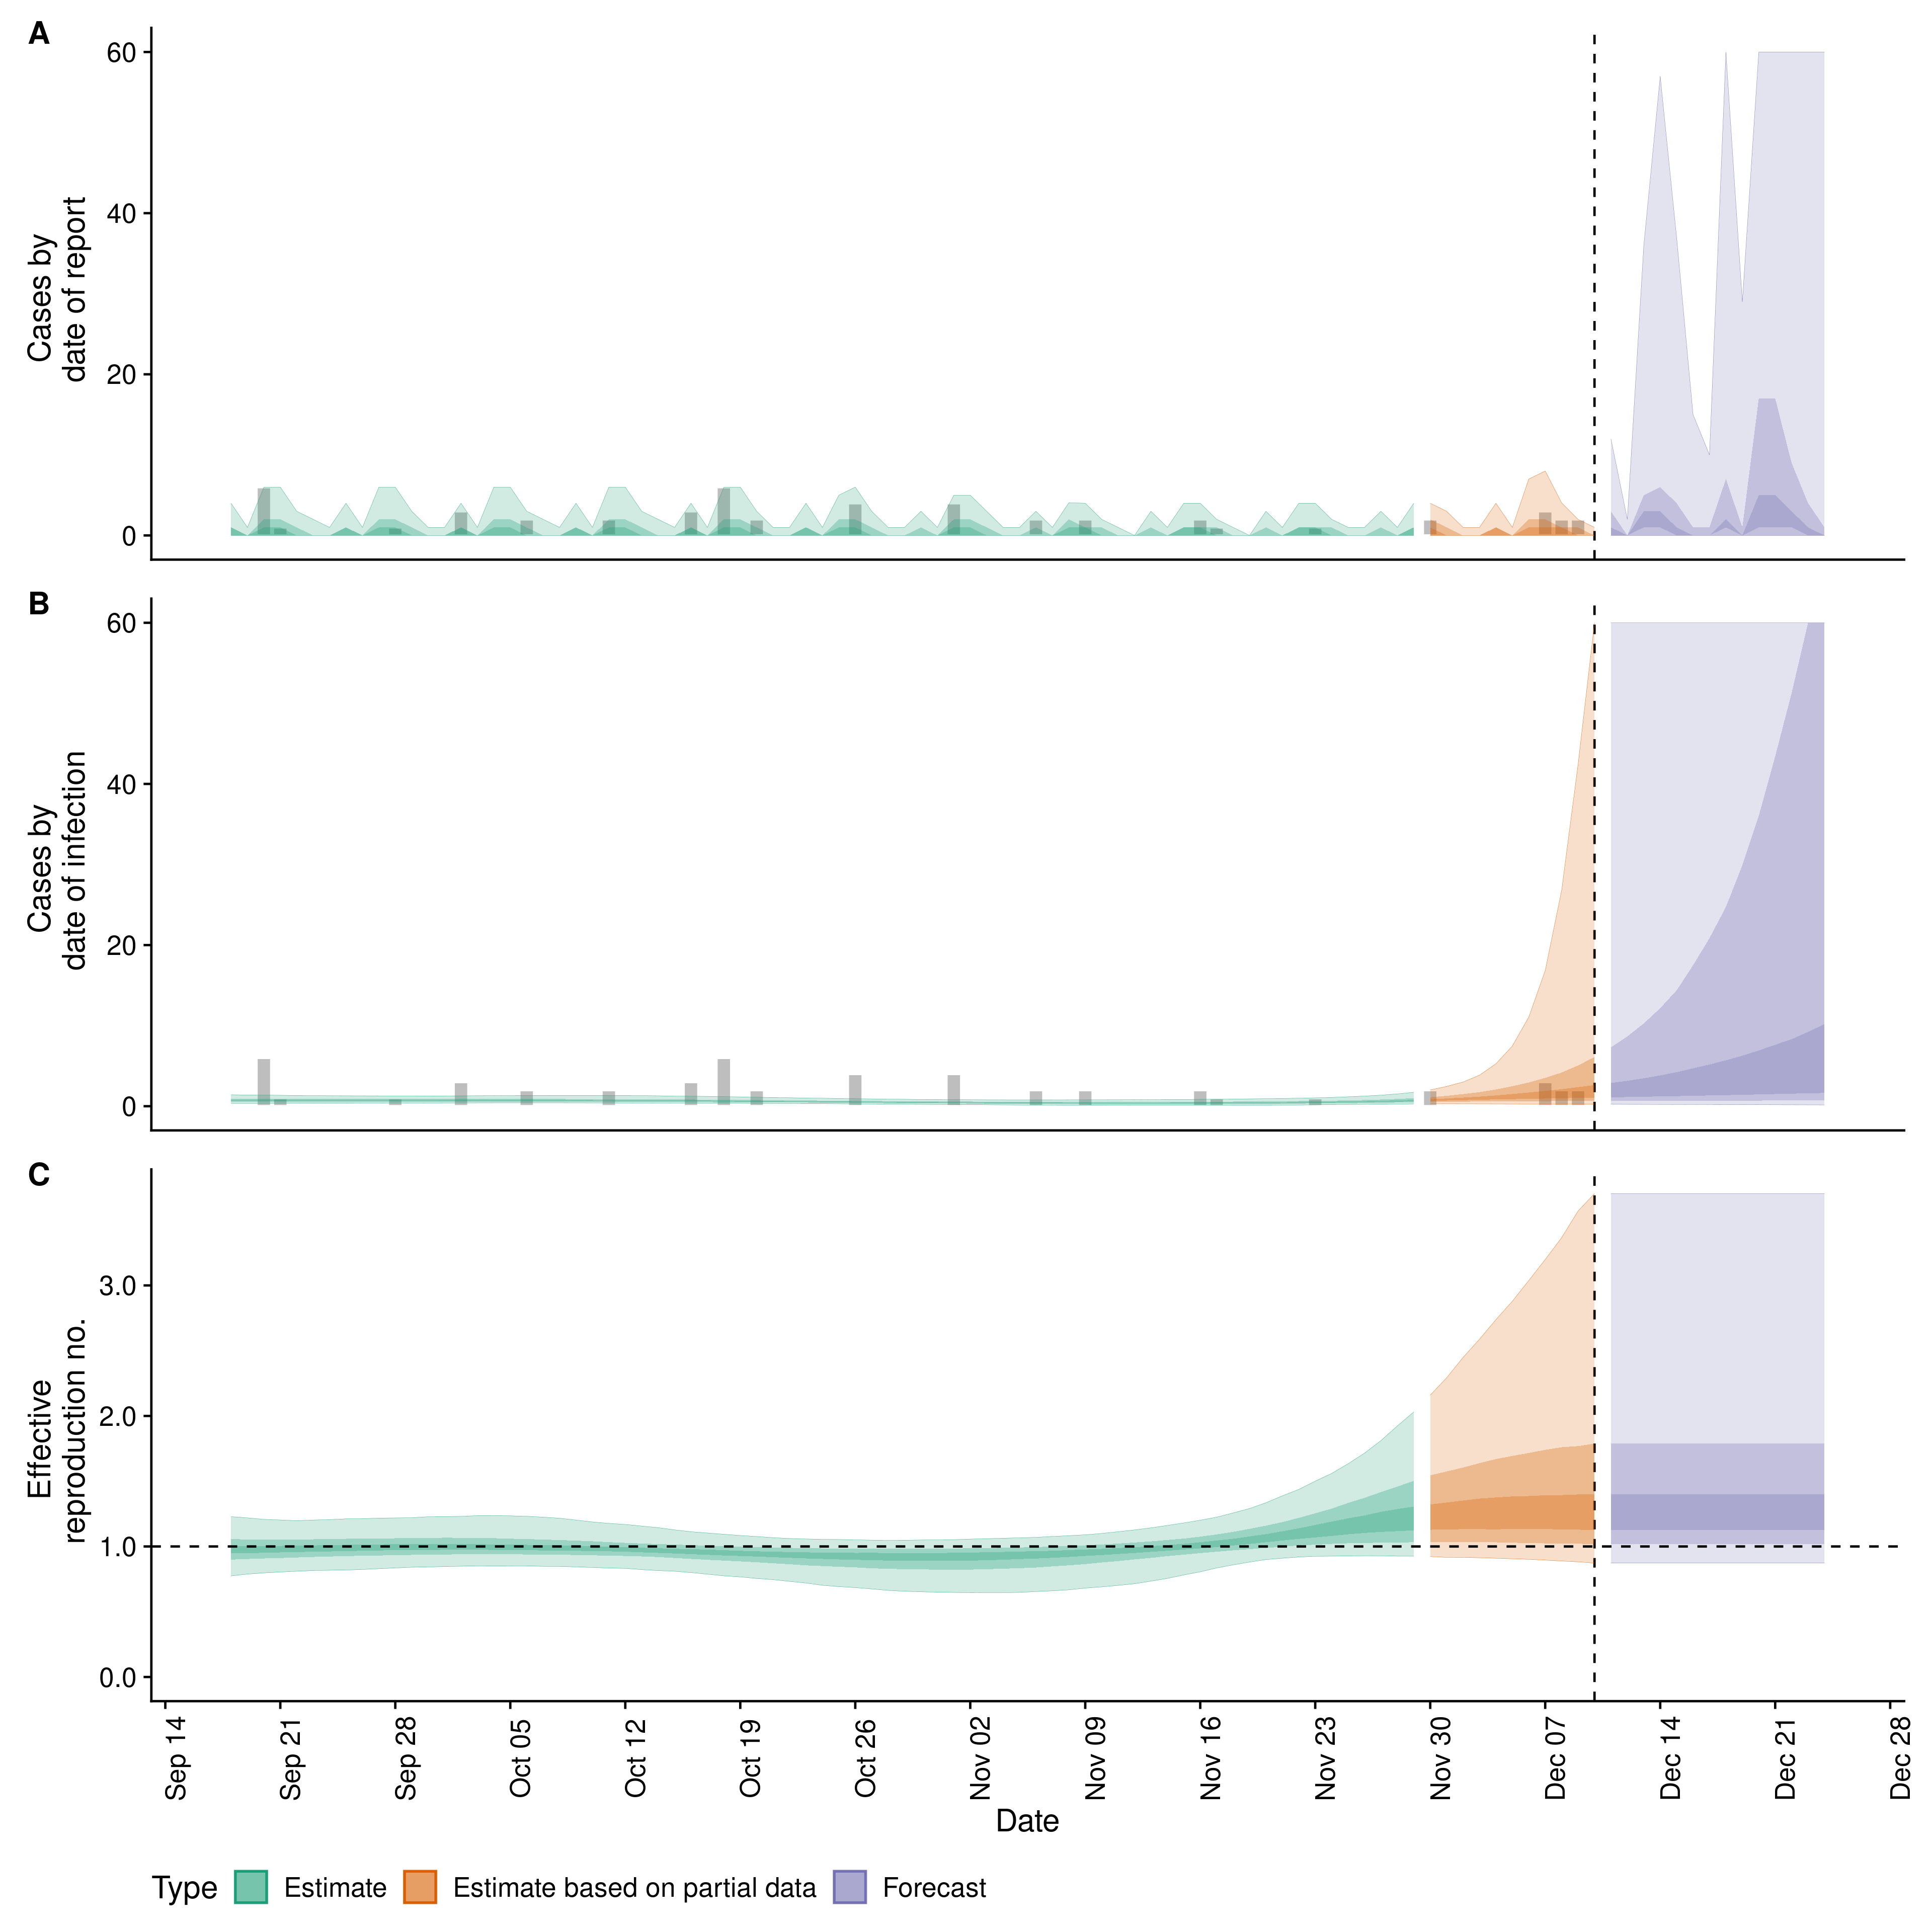 A
60
40
20
0
Cases by
date of report
B
60
40
20
0
Cases by
date of infection
C
3.0
2.0
1.0
0.0
Effective
reproduction no.
Sep 14
Sep 21
Sep 28
Oct 05
Oct 12
Oct 19
Oct 26
Nov 02
Nov 09
Nov 16
Nov 23
Nov 30
Dec 07
Dec 14
Dec 21
Dec 28
Date
Type Estimate Estimate based on partial data Forecast